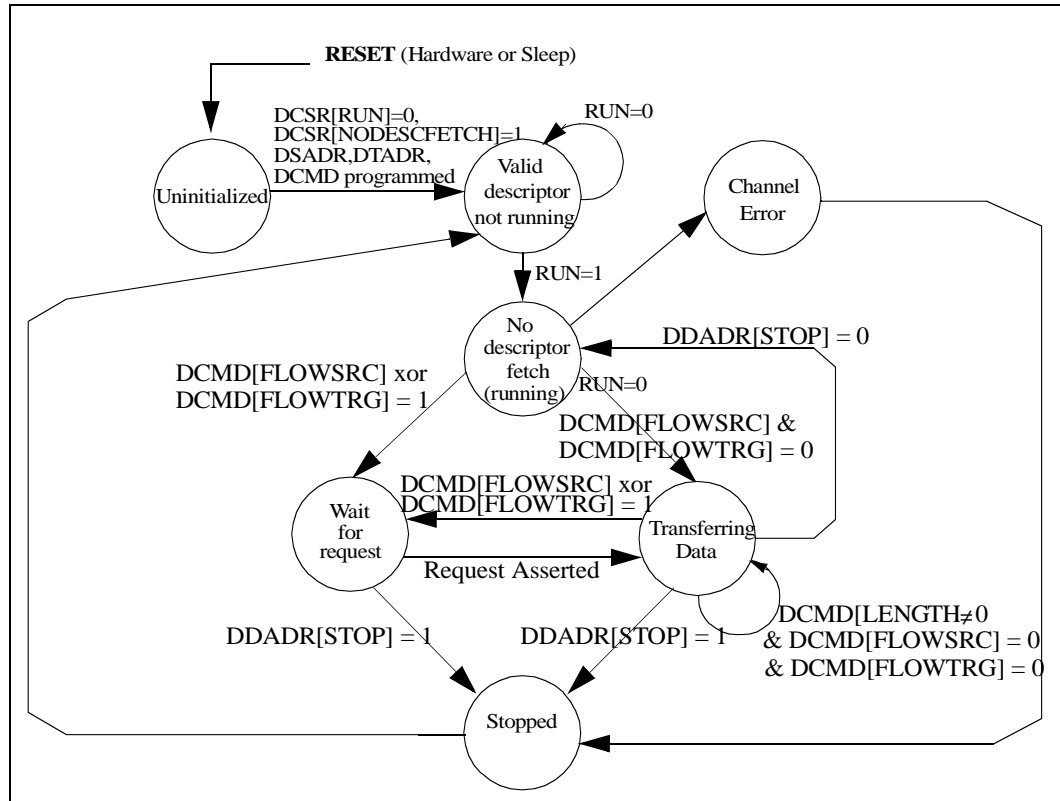 RESET (Hardware or Sleep)
DCSR[RUN]=0,
DCSR[NODESCFETCH]=1
DSADR,DTADR,
DCMD programmed
RUN=0
Uninitialized
Valid
descriptor
not running
Channel
Error
RUN=1
No
descriptor
fetch
(running)
DDADR[STOP] = 0
RUN=0
DCMD[FLOWSRC] xor
DCMD[FLOWTRG] = 1
DCMD[FLOWSRC] &
DCMD[FLOWTRG] = 0
DCMD[FLOWSRC] xor
DCMD[FLOWTRG] = 1
Wait
for
request
Transferring
Data
Request Asserted
DCMD[LENGTH≠0
& DCMD[FLOWSRC] = 0
& DCMD[FLOWTRG] = 0
DDADR[STOP] = 1
DDADR[STOP] = 1
Stopped